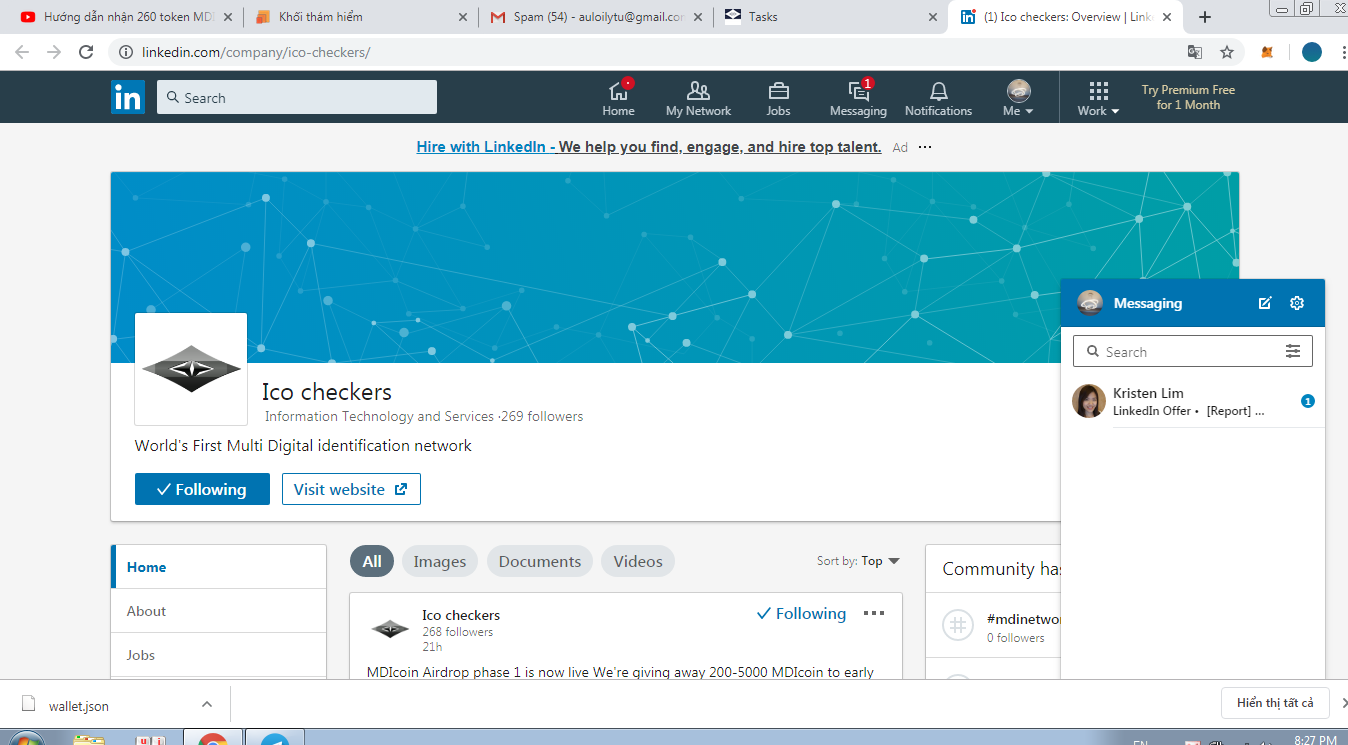 Hướng dẫn nhận 260 token MDI
Khối thám hiểm
Spam (54) - auloilytu@gmail.con
Tasks
(1) Ico checkers: Overview | Link
linkedin.com/company/ico-checkers/
in
Search
Home
My Network
1
Messaging
Jobs
Notifications
Me
Work
Try Premium Free
for 1 Month
Hire with LinkedIn - We help you find, engage, and hire top talent. Ad ...
Messaging
Search
Kristen Lim
LinkedIn Offer • [Report] ...
1
Ico checkers
Information Technology and Services ·269 followers
World's First Multi Digital identification network
Following
Visit website
Home
About
Jobs
All
Images
Documents
Videos
Sort by: Top
Ico checkers
268 followers
21h
Following
MDIcoin Airdrop phase 1 is now live We're giving away 200-5000 MDIcoin to early
Community has
#mdinetwor
0 followers
wallet.json
Hiển thị tất cả
EN
8:27 PM